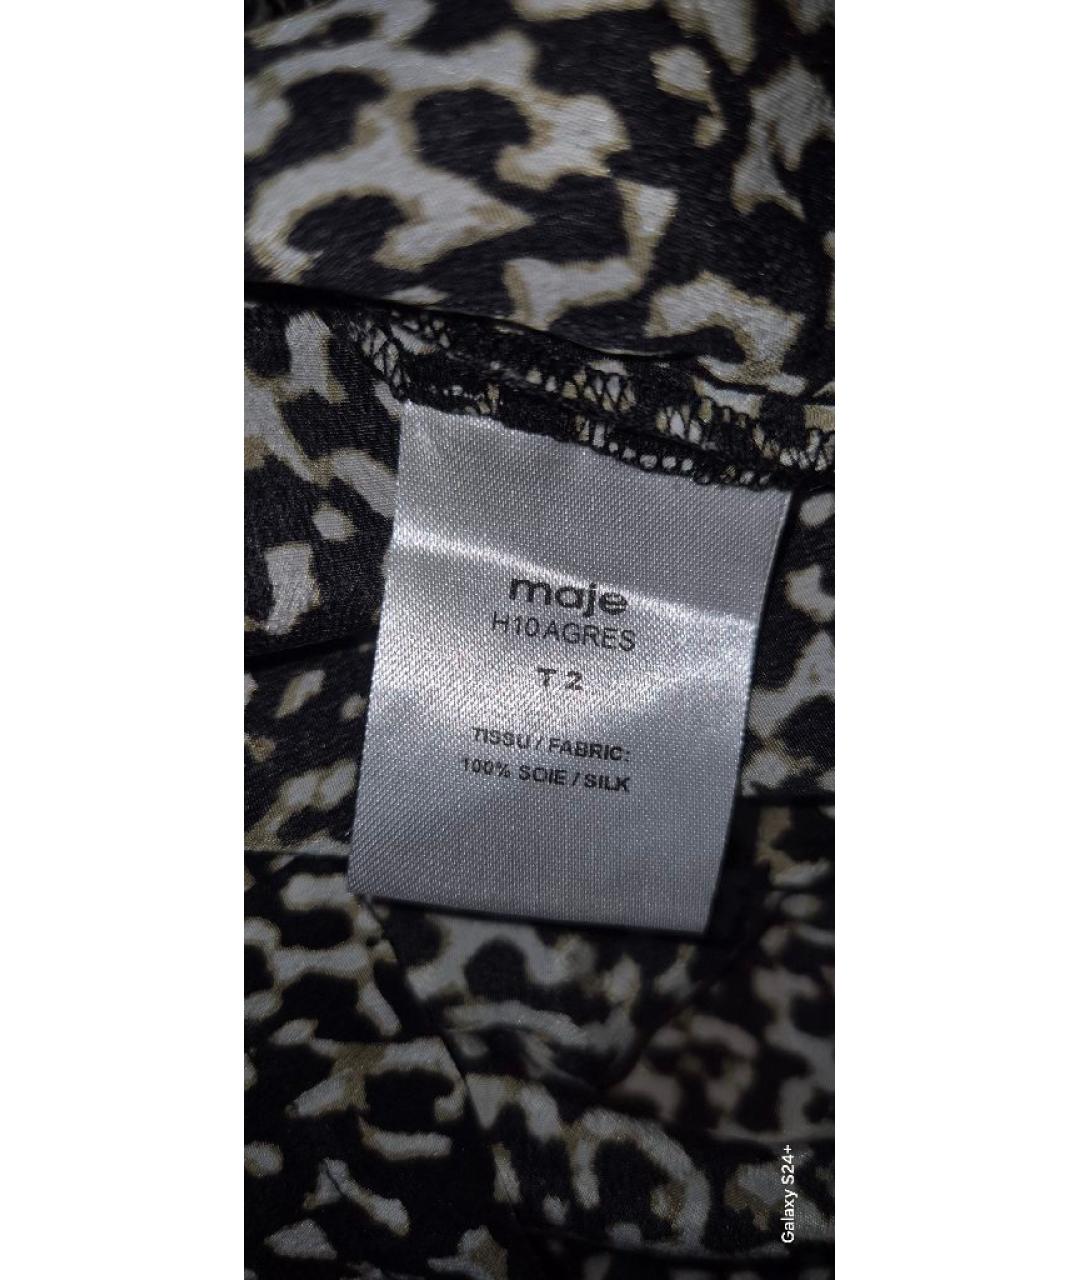 maje
H10AGRES
T 2
TISSU / FABRIC:
100% SOIE / SILK
Galaxy S24+